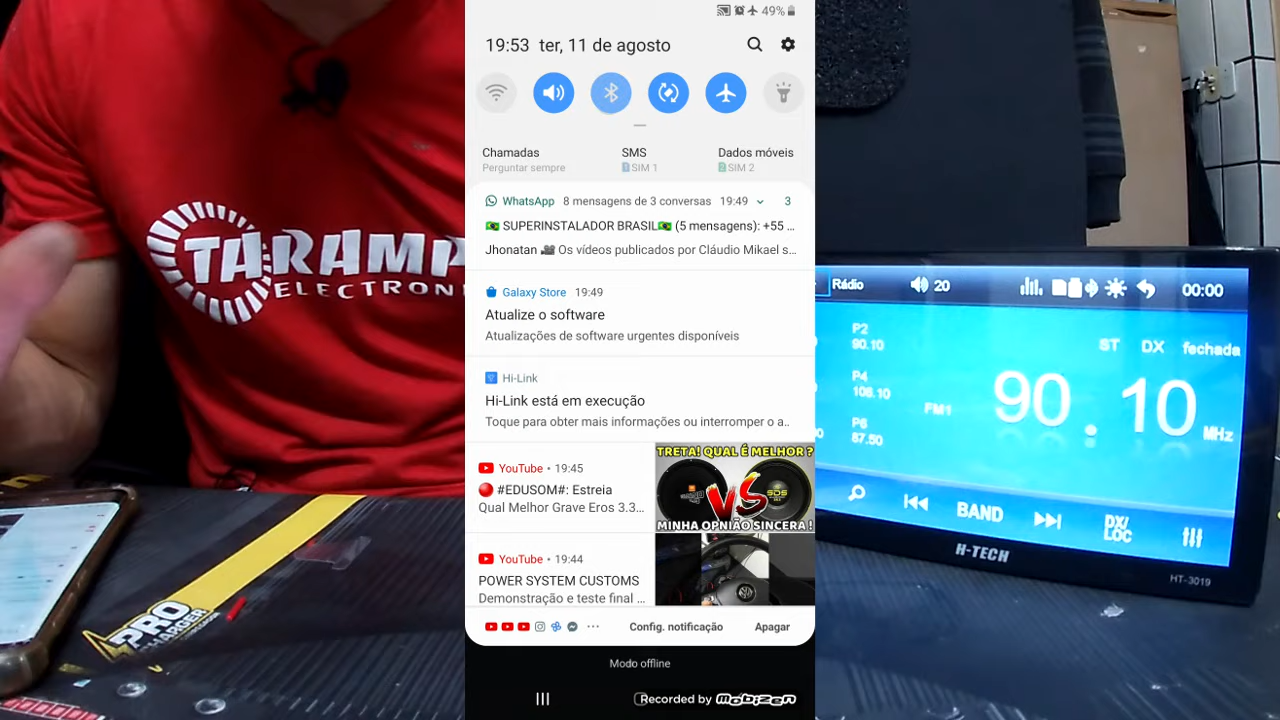 TARAMP
ELECTRON
PRO
CHARGER
49%
19:53 ter, 11 de agosto
Chamadas
Perguntar sempre
SMS
SIM 1
Dados móveis
SIM 2
WhatsApp 8 mensagens de 3 conversas 19:49 3
SUPERINSTALADOR BRASIL (5 mensagens): +55 ...
Jhonatan Os vídeos publicados por Cláudio Mikael s...
Galaxy Store 19:49
Atualize o software
Atualizações de software urgentes disponíveis
Hi-Link
Hi-Link está em execução
Toque para obter mais informações ou interromper o a..
YouTube • 19:45
#EDUSOM#: Estreia
Qual Melhor Grave Eros 3.3...
TRETA! QUAL É MELHOR ?
VS
MINHA OPNIÃO SINCERA !
YouTube • 19:44
POWER SYSTEM CUSTOMS
Demonstração e teste final ...
Config. notificação Apagar
Modo offline
Recorded by mobizen
Rádio 20 00:00
P2
90.10
P4
108.10
P6
87.50
FM1
ST DX fechada
90.10 MHz
BAND
DX/
LOC
H-TECH
HT-3019